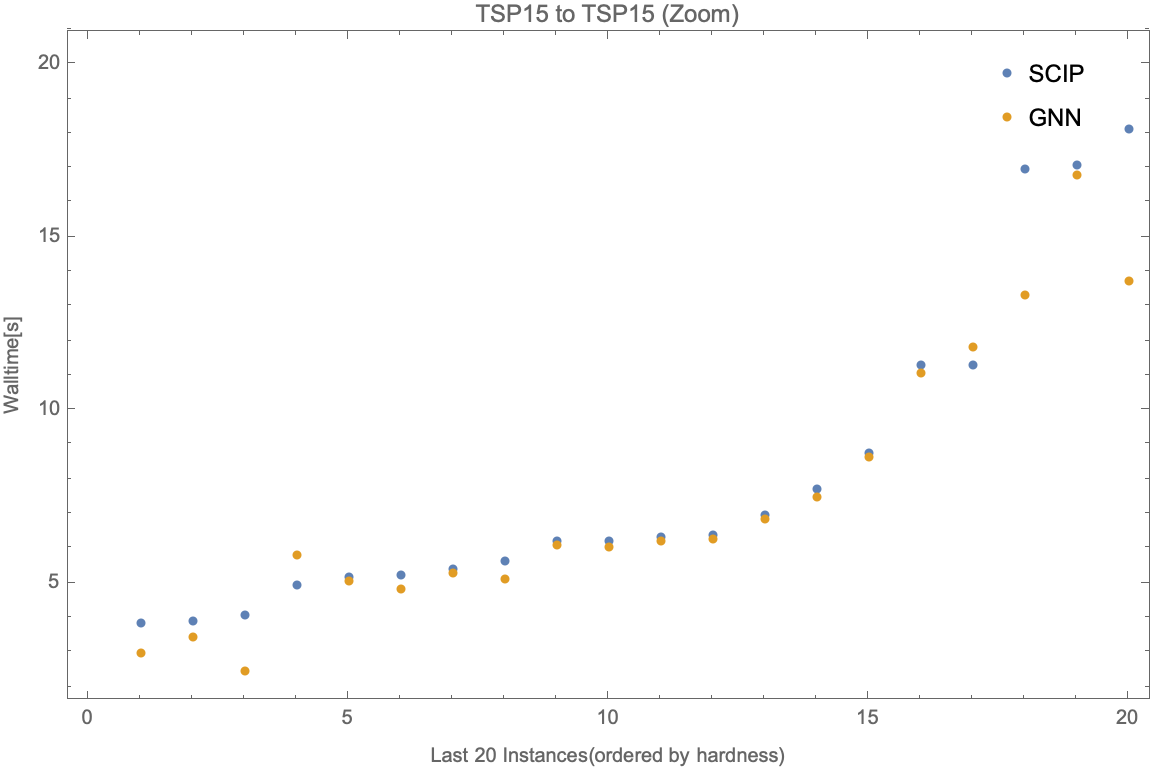 TSP15 to TSP15 (Zoom)
SCIP
GNN
20
15
10
5
Walltime[s]
0 5 10 15 20
Last 20 Instances(ordered by hardness)